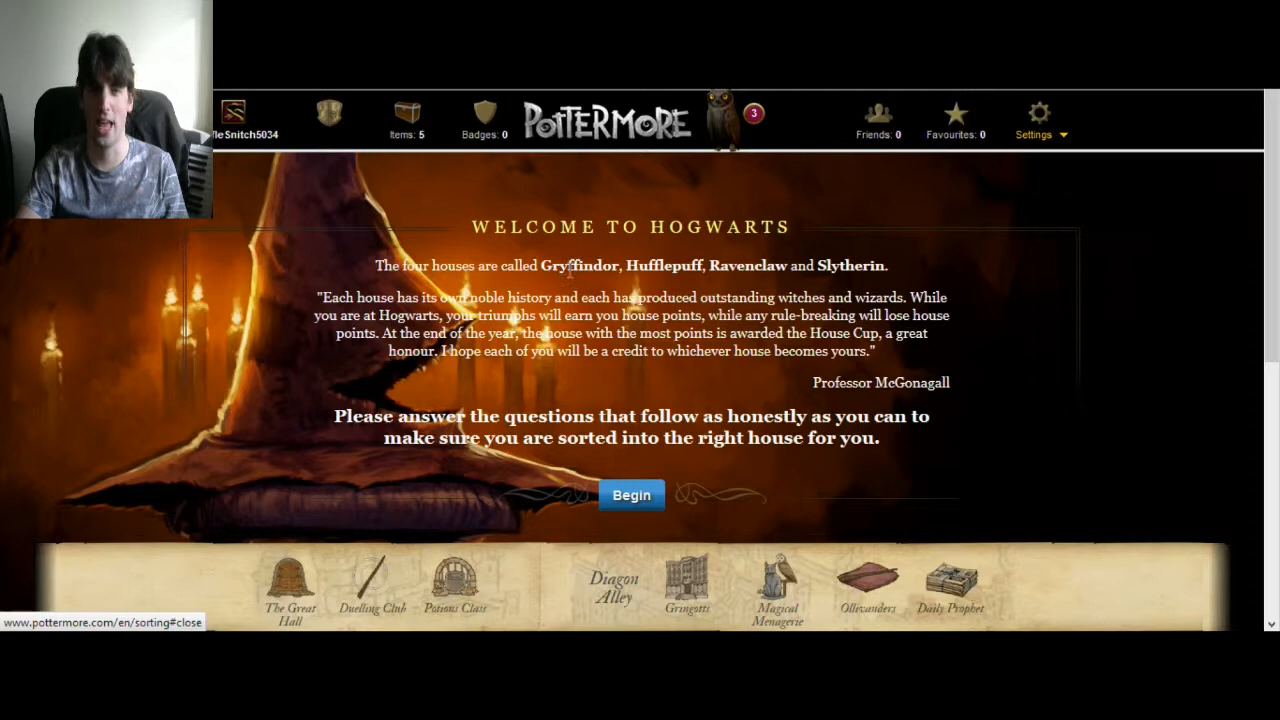 fleSnitch5034
Items: 5
Badges: 0
POTTERMORE
3
Friends: 0
Favourites: 0
Settings
WELCOME TO HOGWARTS
The four houses are called Gryffindor, Hufflepuff, Ravenclaw and Slytherin.
"Each house has its own noble history and each has produced outstanding witches and wizards. While
you are at Hogwarts, your triumphs will earn you house points, while any rule-breaking will lose house
points. At the end of the year, the house with the most points is awarded the House Cup, a great
honour. I hope each of you will be a credit to whichever house becomes yours."
Professor McGonagall
Please answer the questions that follow as honestly as you can to
make sure you are sorted into the right house for you.
Begin
The Great
Hall
Duelling Club
Potions Class
Diagon
Alley
Gringotts
Magical
Menagerie
Ollivanders
Daily Prophet
www.pottermore.com/en/sorting#close